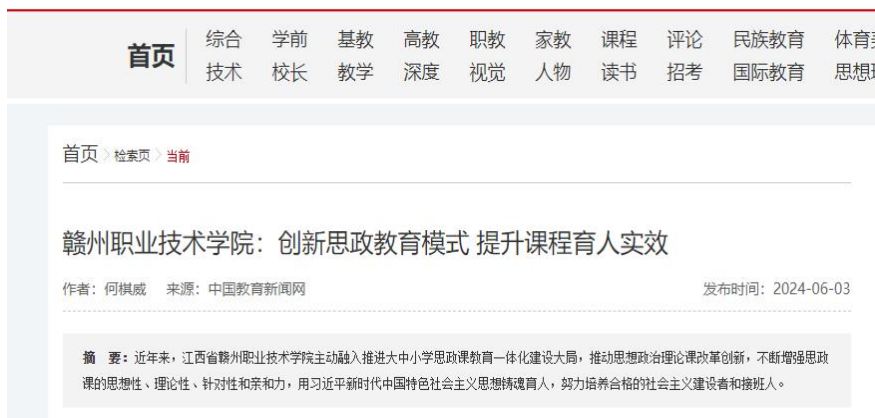 首页
综合 学前 基教 高教 职教 家教 课程 评论 民族教育 体育
技术 校长 教学 深度 视觉 人物 读书 招考 国际教育 思想
首页 > 检索页 > 当前
赣州职业技术学院：创新思政教育模式 提升课程育人实效
作者：何棋威 来源：中国教育新闻网 发布时间：2024-06-03
摘 要：近年来，江西省赣州职业技术学院主动融入推进大中小学思政课教育一体化建设大局，推动思想政治理论课改革创新，不断增强思政
课的思想性、理论性、针对性和亲和力，用习近平新时代中国特色社会主义思想铸魂育人，努力培养合格的社会主义建设者和接班人。